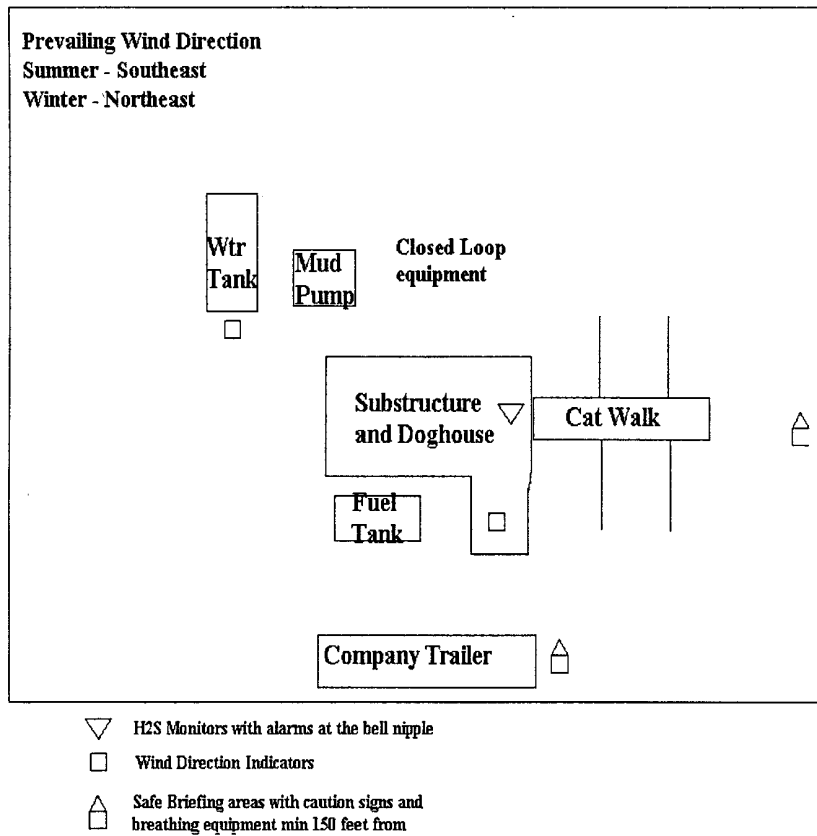 Prevailing Wind Direction
Summer - Southeast
Winter - Northeast
Wtr
Tank
Mud
Pump
Closed Loop
equipment
Substructure
and Doghouse
Cat Walk
Fuel
Tank
Company Trailer
H2S Monitors with alarms at the bell nipple
Wind Direction Indicators
Safe Briefing areas with caution signs and
breathing equipment min 150 feet from